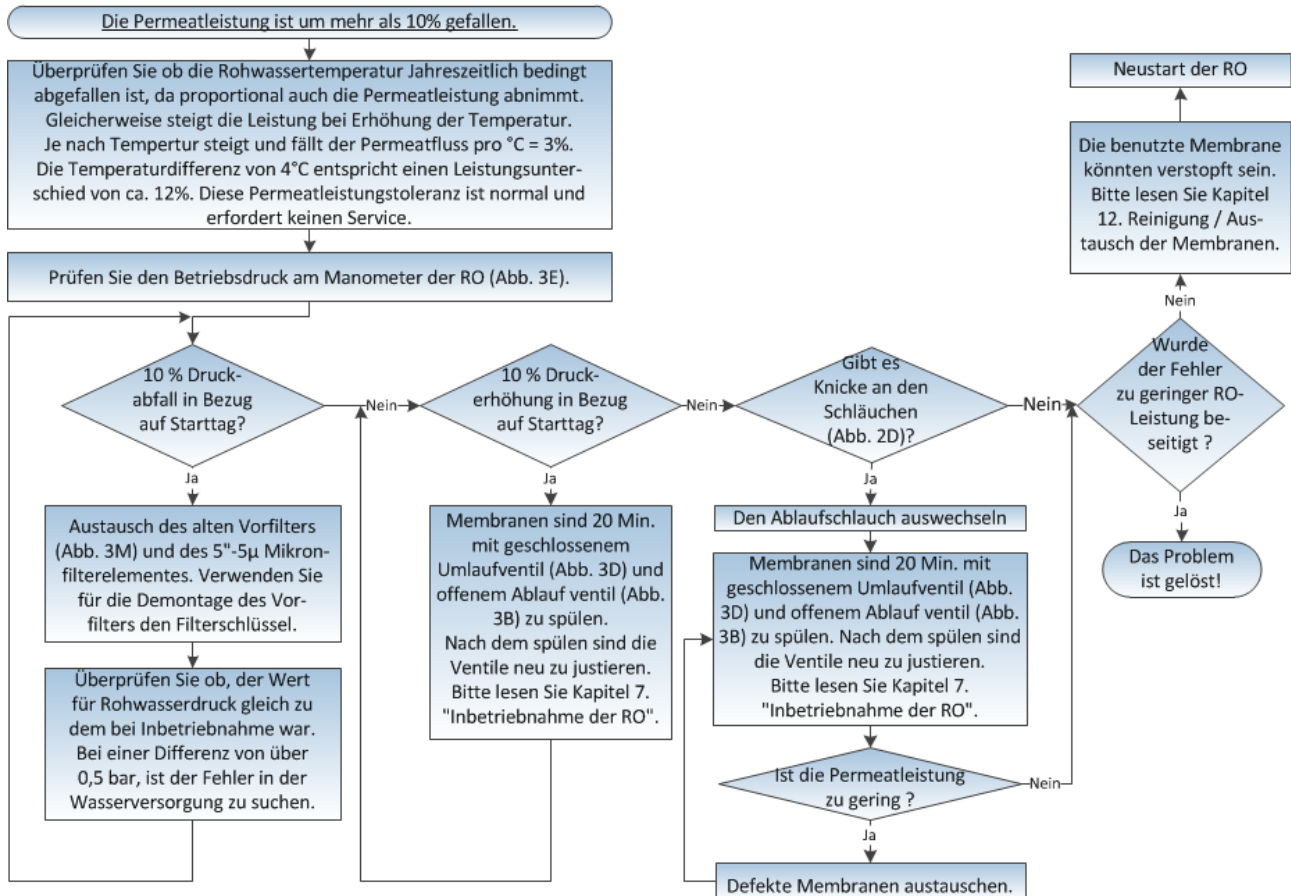 Die Permeatleistung ist um mehr als 10% gefallen.
Überprüfen Sie ob die Rohwassertemperatur Jahreszeitlich bedingt
abgefallen ist, da proportional auch die Permeatleistung abnimmt.
Gleicherweise steigt die Leistung bei Erhöhung der Temperatur.
Je nach Tempertur steigt und fällt der Permeatfluss pro °C = 3%.
Die Temperaturdifferenz von 4°C entspricht einen Leistungsunter-
schied von ca. 12%. Diese Permeatleistungstoleranz ist normal und
erfordert keinen Service.
Prüfen Sie den Betriebsdruck am Manometer der RO (Abb. 3E).
10 % Druck-
abfall in Bezug
auf Starttag?
Nein
Ja
Austausch des alten Vorfilters
(Abb. 3M) und des 5"-5µ Mikron-
filterelementes. Verwenden Sie
für die Demontage des Vor-
filters den Filterschlüssel.
Überprüfen Sie ob, der Wert
für Rohwasserdruck gleich zu
dem bei Inbetriebnahme war.
Bei einer Differenz von über
0,5 bar, ist der Fehler in der
Wasserversorgung zu suchen.
10 % Druck-
erhöhung in Bezug
auf Starttag?
Nein
Ja
Membranen sind 20 Min.
mit geschlossenem
Umlaufventil (Abb. 3D) und
offenem Ablauf ventil (Abb.
3B) zu spülen.
Nach dem spülen sind die
Ventile neu zu justieren.
Bitte lesen Sie Kapitel 7.
"Inbetriebnahme der RO".
Gibt es
Knicke an den
Schläuchen
(Abb. 2D)?
Nein
Ja
Den Ablaufschlauch auswechseln
Membranen sind 20 Min. mit
geschlossenem Umlaufventil (Abb.
3D) und offenem Ablauf ventil (Abb.
3B) zu spülen. Nach dem spülen sind
die Ventile neu zu justieren.
Bitte lesen Sie Kapitel 7.
"Inbetriebnahme der RO".
Ist die Permeatleistung
zu gering ?
Nein
Ja
Defekte Membranen austauschen.
Wurde
der Fehler
zu geringer RO-
Leistung be-
seitigt ?
Nein
Die benutzte Membrane
könnten verstopft sein.
Bitte lesen Sie Kapitel
12. Reinigung / Aus-
tausch der Membranen.
Neustart der RO
Ja
Das Problem
ist gelöst!